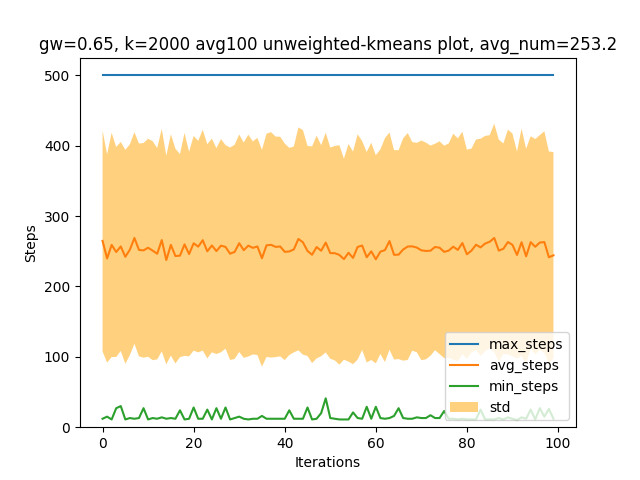 gw=0.65, k=2000 avg100 unweighted-kmeans plot, avg_num=253.2
500
400
300
200
100
0
Steps
max_steps
avg_steps
min_steps
std
0
20
40
60
80
100
Iterations